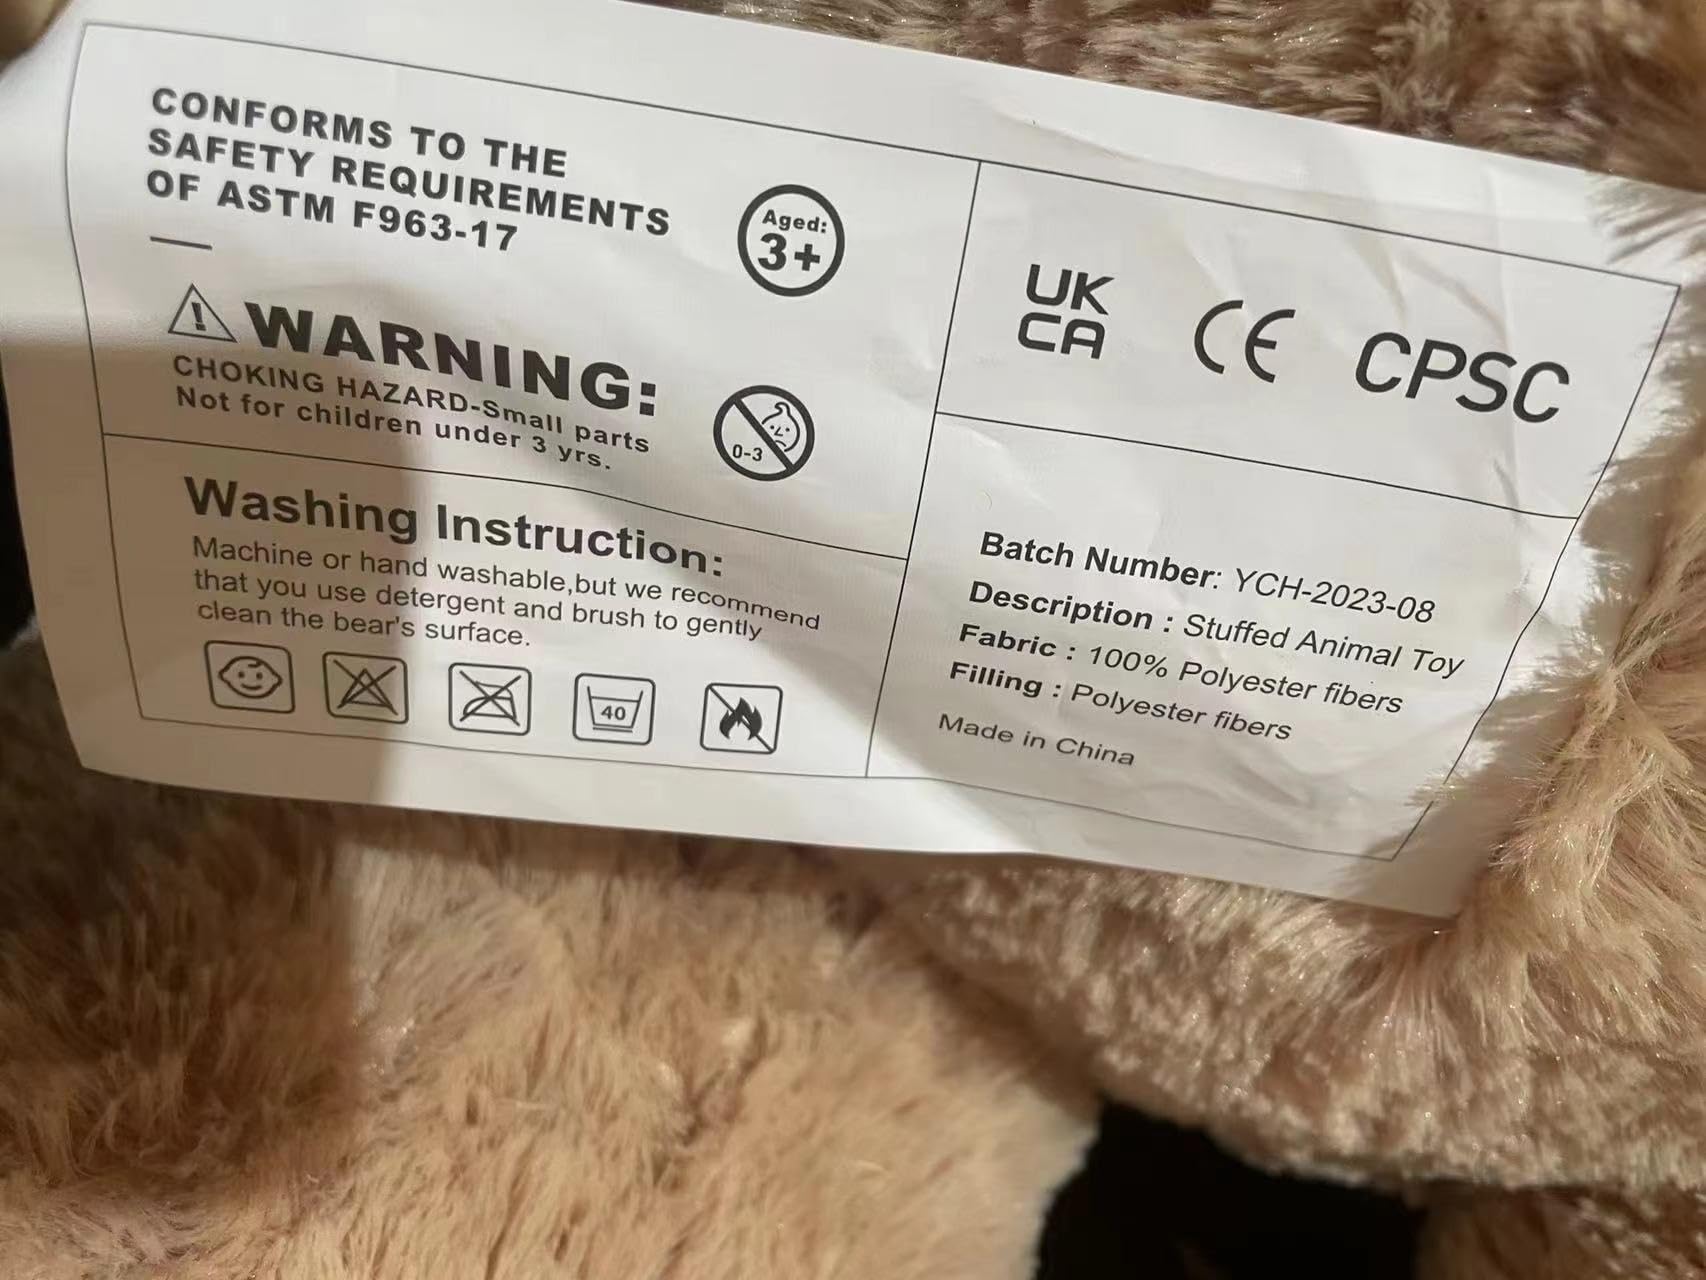 CONFORMS TO THE
SAFETY REQUIREMENTS
OF ASTM F963-17
Aged:
3+
WARNING:
CHOKING HAZARD-Small parts
Not for children under 3 yrs.
0-3
Washing Instruction:
Machine or hand washable,but we recommend
that you use detergent and brush to gently
clean the bear's surface.
40
UK
CA
CE
CPSC
Batch Number: YCH-2023-08
Description : Stuffed Animal Toy
Fabric : 100% Polyester fibers
Filling : Polyester fibers
Made in China